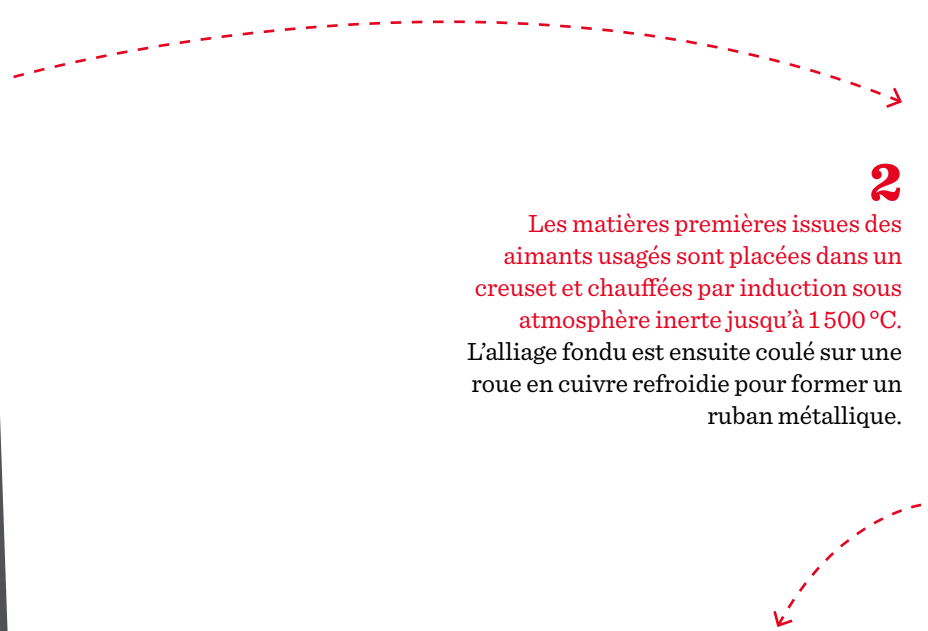 2
Les matières premières issues des
aimants usagés sont placées dans un
creuset et chauffées par induction sous
atmosphère inerte jusqu’à 1 500 °C.
L’alliage fondu est ensuite coulé sur une
roue en cuivre refroidie pour former un
ruban métallique.